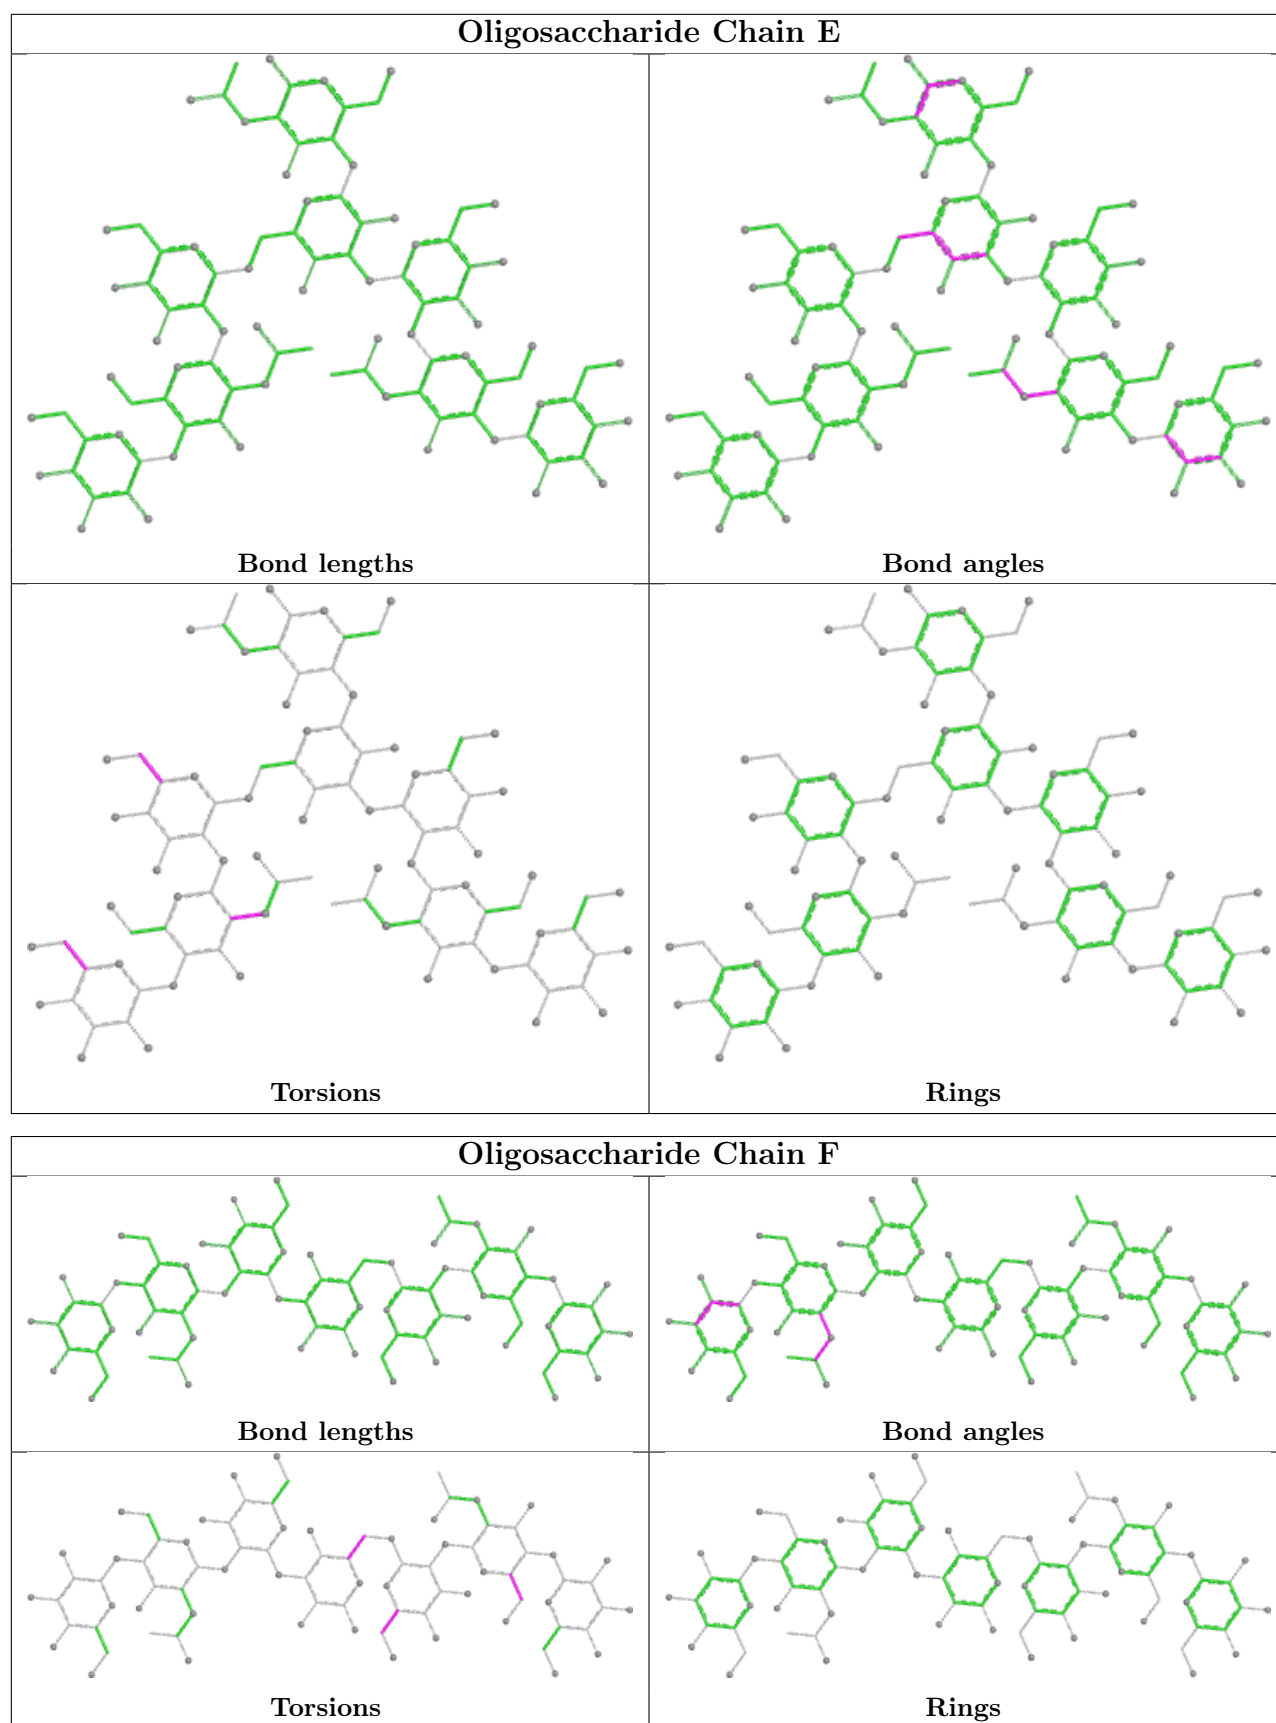 Oligosaccharide Chain E
Bond lengths
Bond angles
Torsions
Rings
Oligosaccharide Chain F
Bond lengths
Bond angles
Torsions
Rings